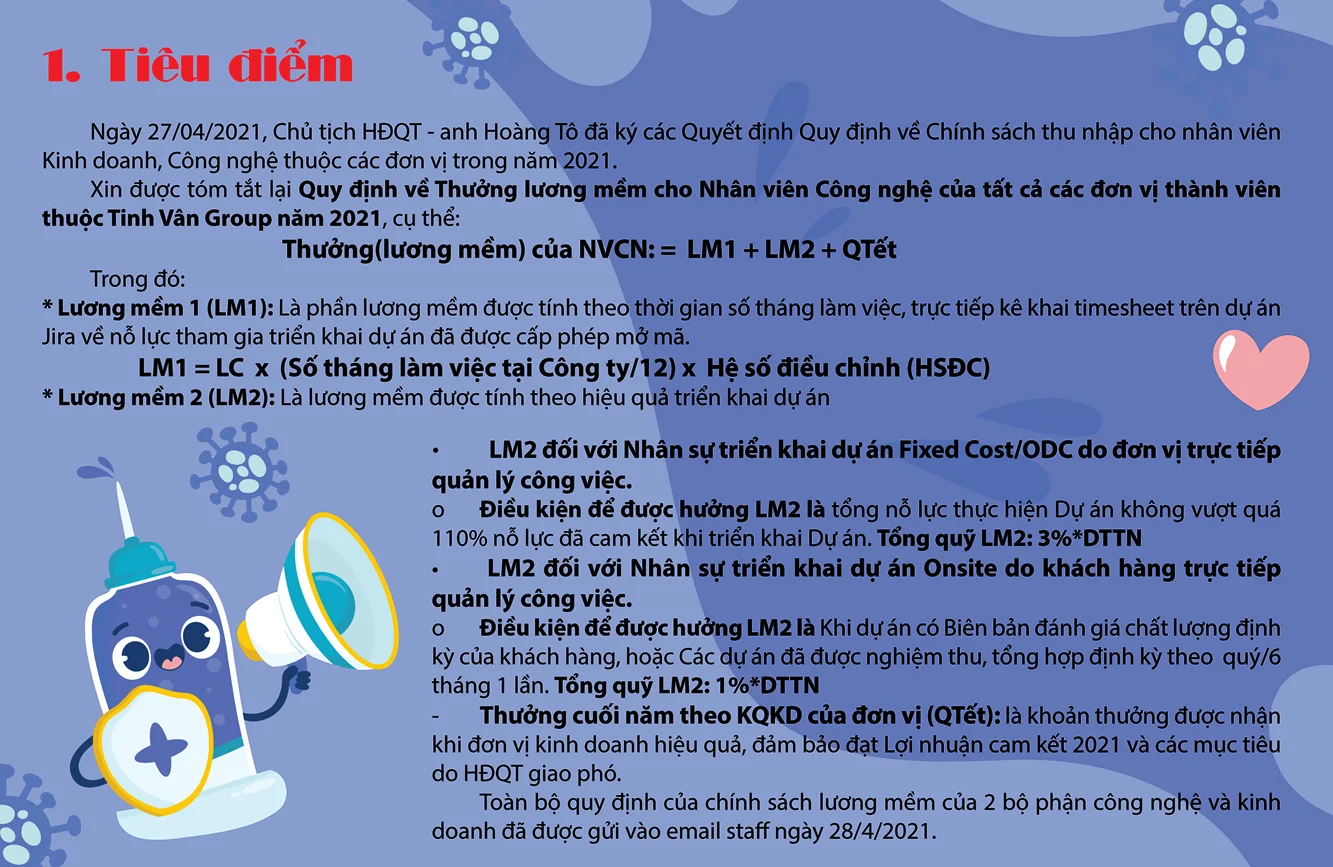 1. Tiêu điểm
Ngày 27/04/2021, Chủ tịch HĐQT - anh Hoàng Tô đã ký các Quyết định Quy định về Chính sách thu nhập cho nhân viên
Kinh doanh, Công nghệ thuộc các đơn vị trong năm 2021.
Xin được tóm tắt lại Quy định về Thưởng lương mềm cho Nhân viên Công nghệ của tất cả các đơn vị thành viên
thuộc Tinh Vân Group năm 2021, cụ thể:
Thưởng(lương mềm) của NVCN: = LM1 + LM2 + QTết
Trong đó:
* Lương mềm 1 (LM1): Là phần lương mềm được tính theo thời gian số tháng làm việc, trực tiếp kê khai timesheet trên dự án
Jira về nỗ lực tham gia triển khai dự án đã được cấp phép mở mã.
LM1 = LC x (Số tháng làm việc tại Công ty/12) x Hệ số điều chỉnh (HSĐC)
* Lương mềm 2 (LM2): Là lương mềm được tính theo hiệu quả triển khai dự án
• LM2 đối với Nhân sự triển khai dự án Fixed Cost/ODC do đơn vị trực tiếp
quản lý công việc.
o Điều kiện để được hưởng LM2 là tổng nỗ lực thực hiện Dự án không vượt quá
110% nỗ lực đã cam kết khi triển khai Dự án. Tổng quỹ LM2: 3%*DTTN
• LM2 đối với Nhân sự triển khai dự án Onsite do khách hàng trực tiếp
quản lý công việc.
o Điều kiện để được hưởng LM2 là Khi dự án có Biên bản đánh giá chất lượng định
kỳ của khách hàng, hoặc Các dự án đã được nghiệm thu, tổng hợp định kỳ theo quý/6
tháng 1 lần. Tổng quỹ LM2: 1%*DTTN
- Thưởng cuối năm theo KQKD của đơn vị (QTết): là khoản thưởng được nhận
khi đơn vị kinh doanh hiệu quả, đảm bảo đạt Lợi nhuận cam kết 2021 và các mục tiêu
do HĐQT giao phó.
Toàn bộ quy định của chính sách lương mềm của 2 bộ phận công nghệ và kinh
doanh đã được gửi vào email staff ngày 28/4/2021.